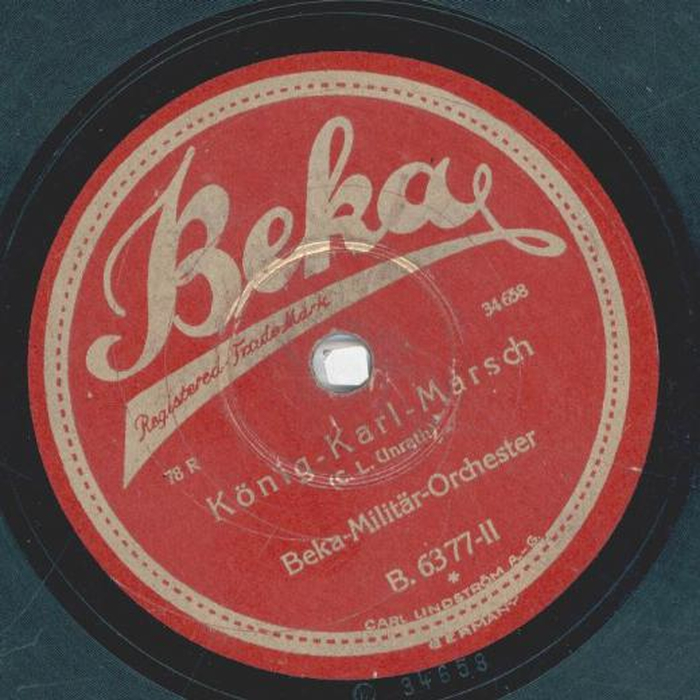 Beka
Registered Trade Mark
34658
78 R
König-Karl-Marsch
(C. L. Unrath)
Beka-Militär-Orchester
B. 6377-II
*
CARL LINDSTRÖM A.-G.
GERMANY
34658